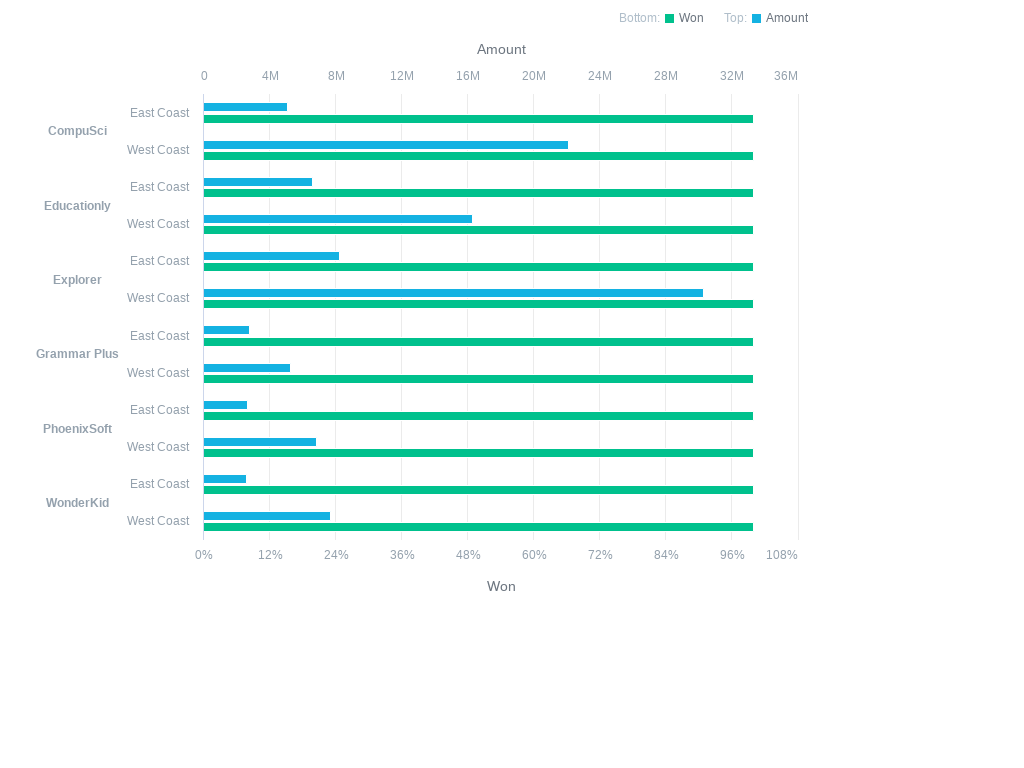 Bottom: Won Top: Amount
Amount
0 4M 8M 12M 16M 20M 24M 28M 32M 36M
CompuSci
East Coast
West Coast
Educationly
East Coast
West Coast
Explorer
East Coast
West Coast
Grammar Plus
East Coast
West Coast
PhoenixSoft
East Coast
West Coast
WonderKid
East Coast
West Coast
0% 12% 24% 36% 48% 60% 72% 84% 96% 108%
Won